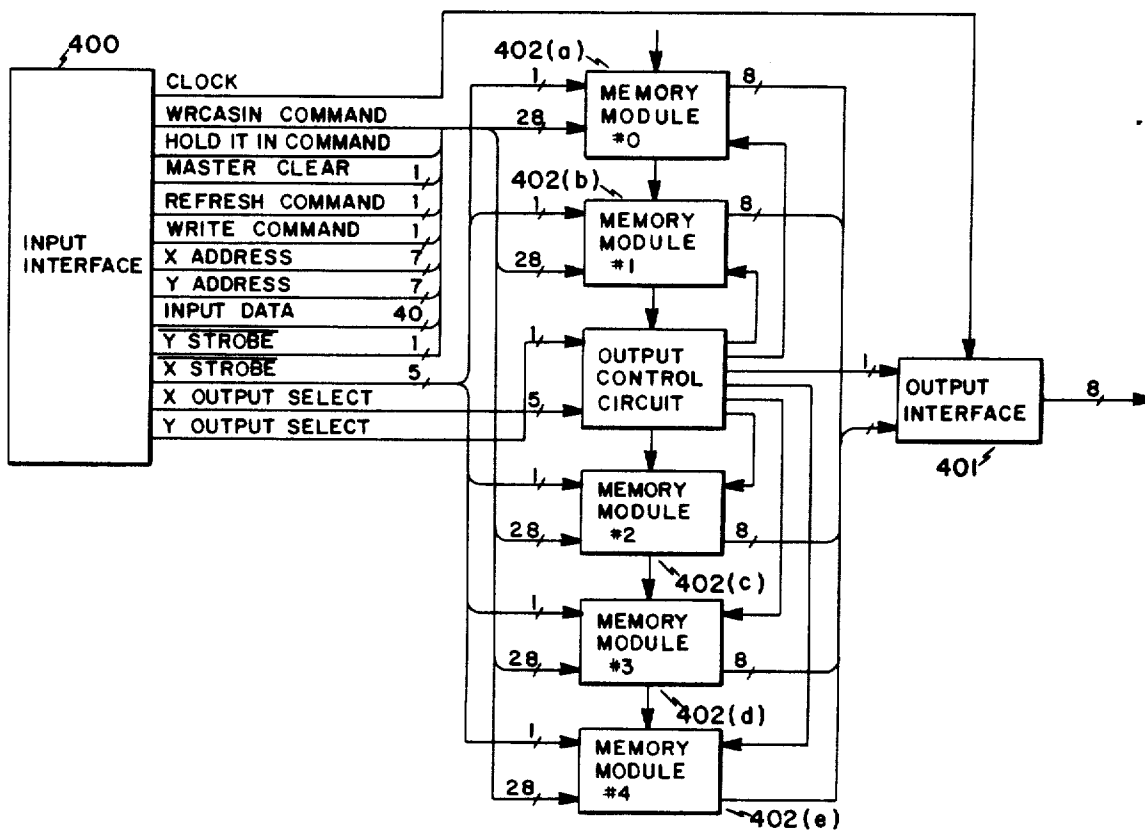 400
INPUT
INTERFACE
CLOCK
WRCASIN COMMAND
HOLD IT IN COMMAND
MASTER CLEAR 1
REFRESH COMMAND 1
WRITE COMMAND 1
X ADDRESS 7
Y ADDRESS 7
INPUT DATA 40
Y STROBE 1
X STROBE 5
X OUTPUT SELECT
Y OUTPUT SELECT
402(a)
1
28
MEMORY
MODULE
#0
8
402(b)
1
28
MEMORY
MODULE
#1
8
1
5
OUTPUT
CONTROL
CIRCUIT
1
OUTPUT
INTERFACE
8
401
1
28
MEMORY
MODULE
#2
8
402(c)
1
28
MEMORY
MODULE
#3
8
402(d)
1
28
MEMORY
MODULE
#4
402(e)